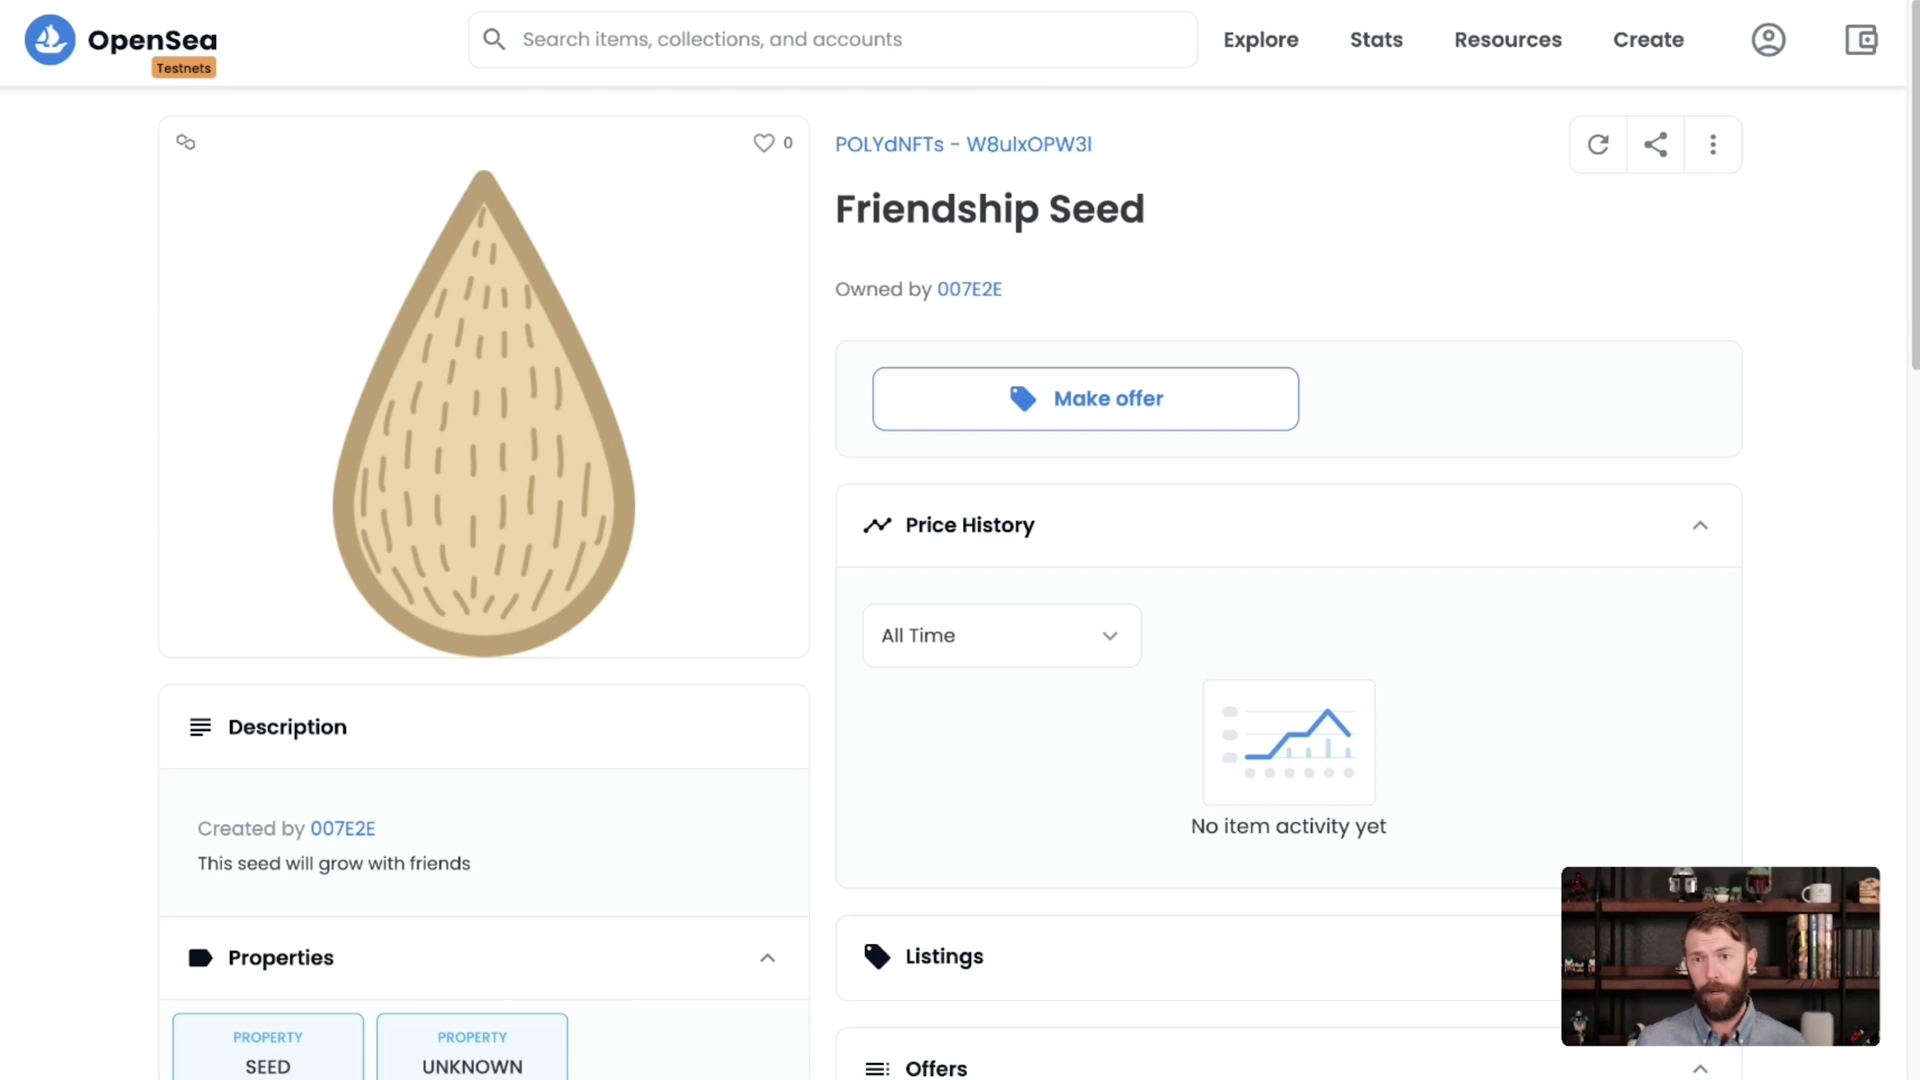 OpenSea
Testnets
Search items, collections, and accounts
Explore
Stats
Resources
Create
0
POLYdNFTs - W8ulxOPW3I
Friendship Seed
Owned by 007E2E
Make offer
Price History
All Time
No item activity yet
Description
Created by 007E2E
This seed will grow with friends
Properties
PROPERTY
SEED
PROPERTY
UNKNOWN
Listings
Offers